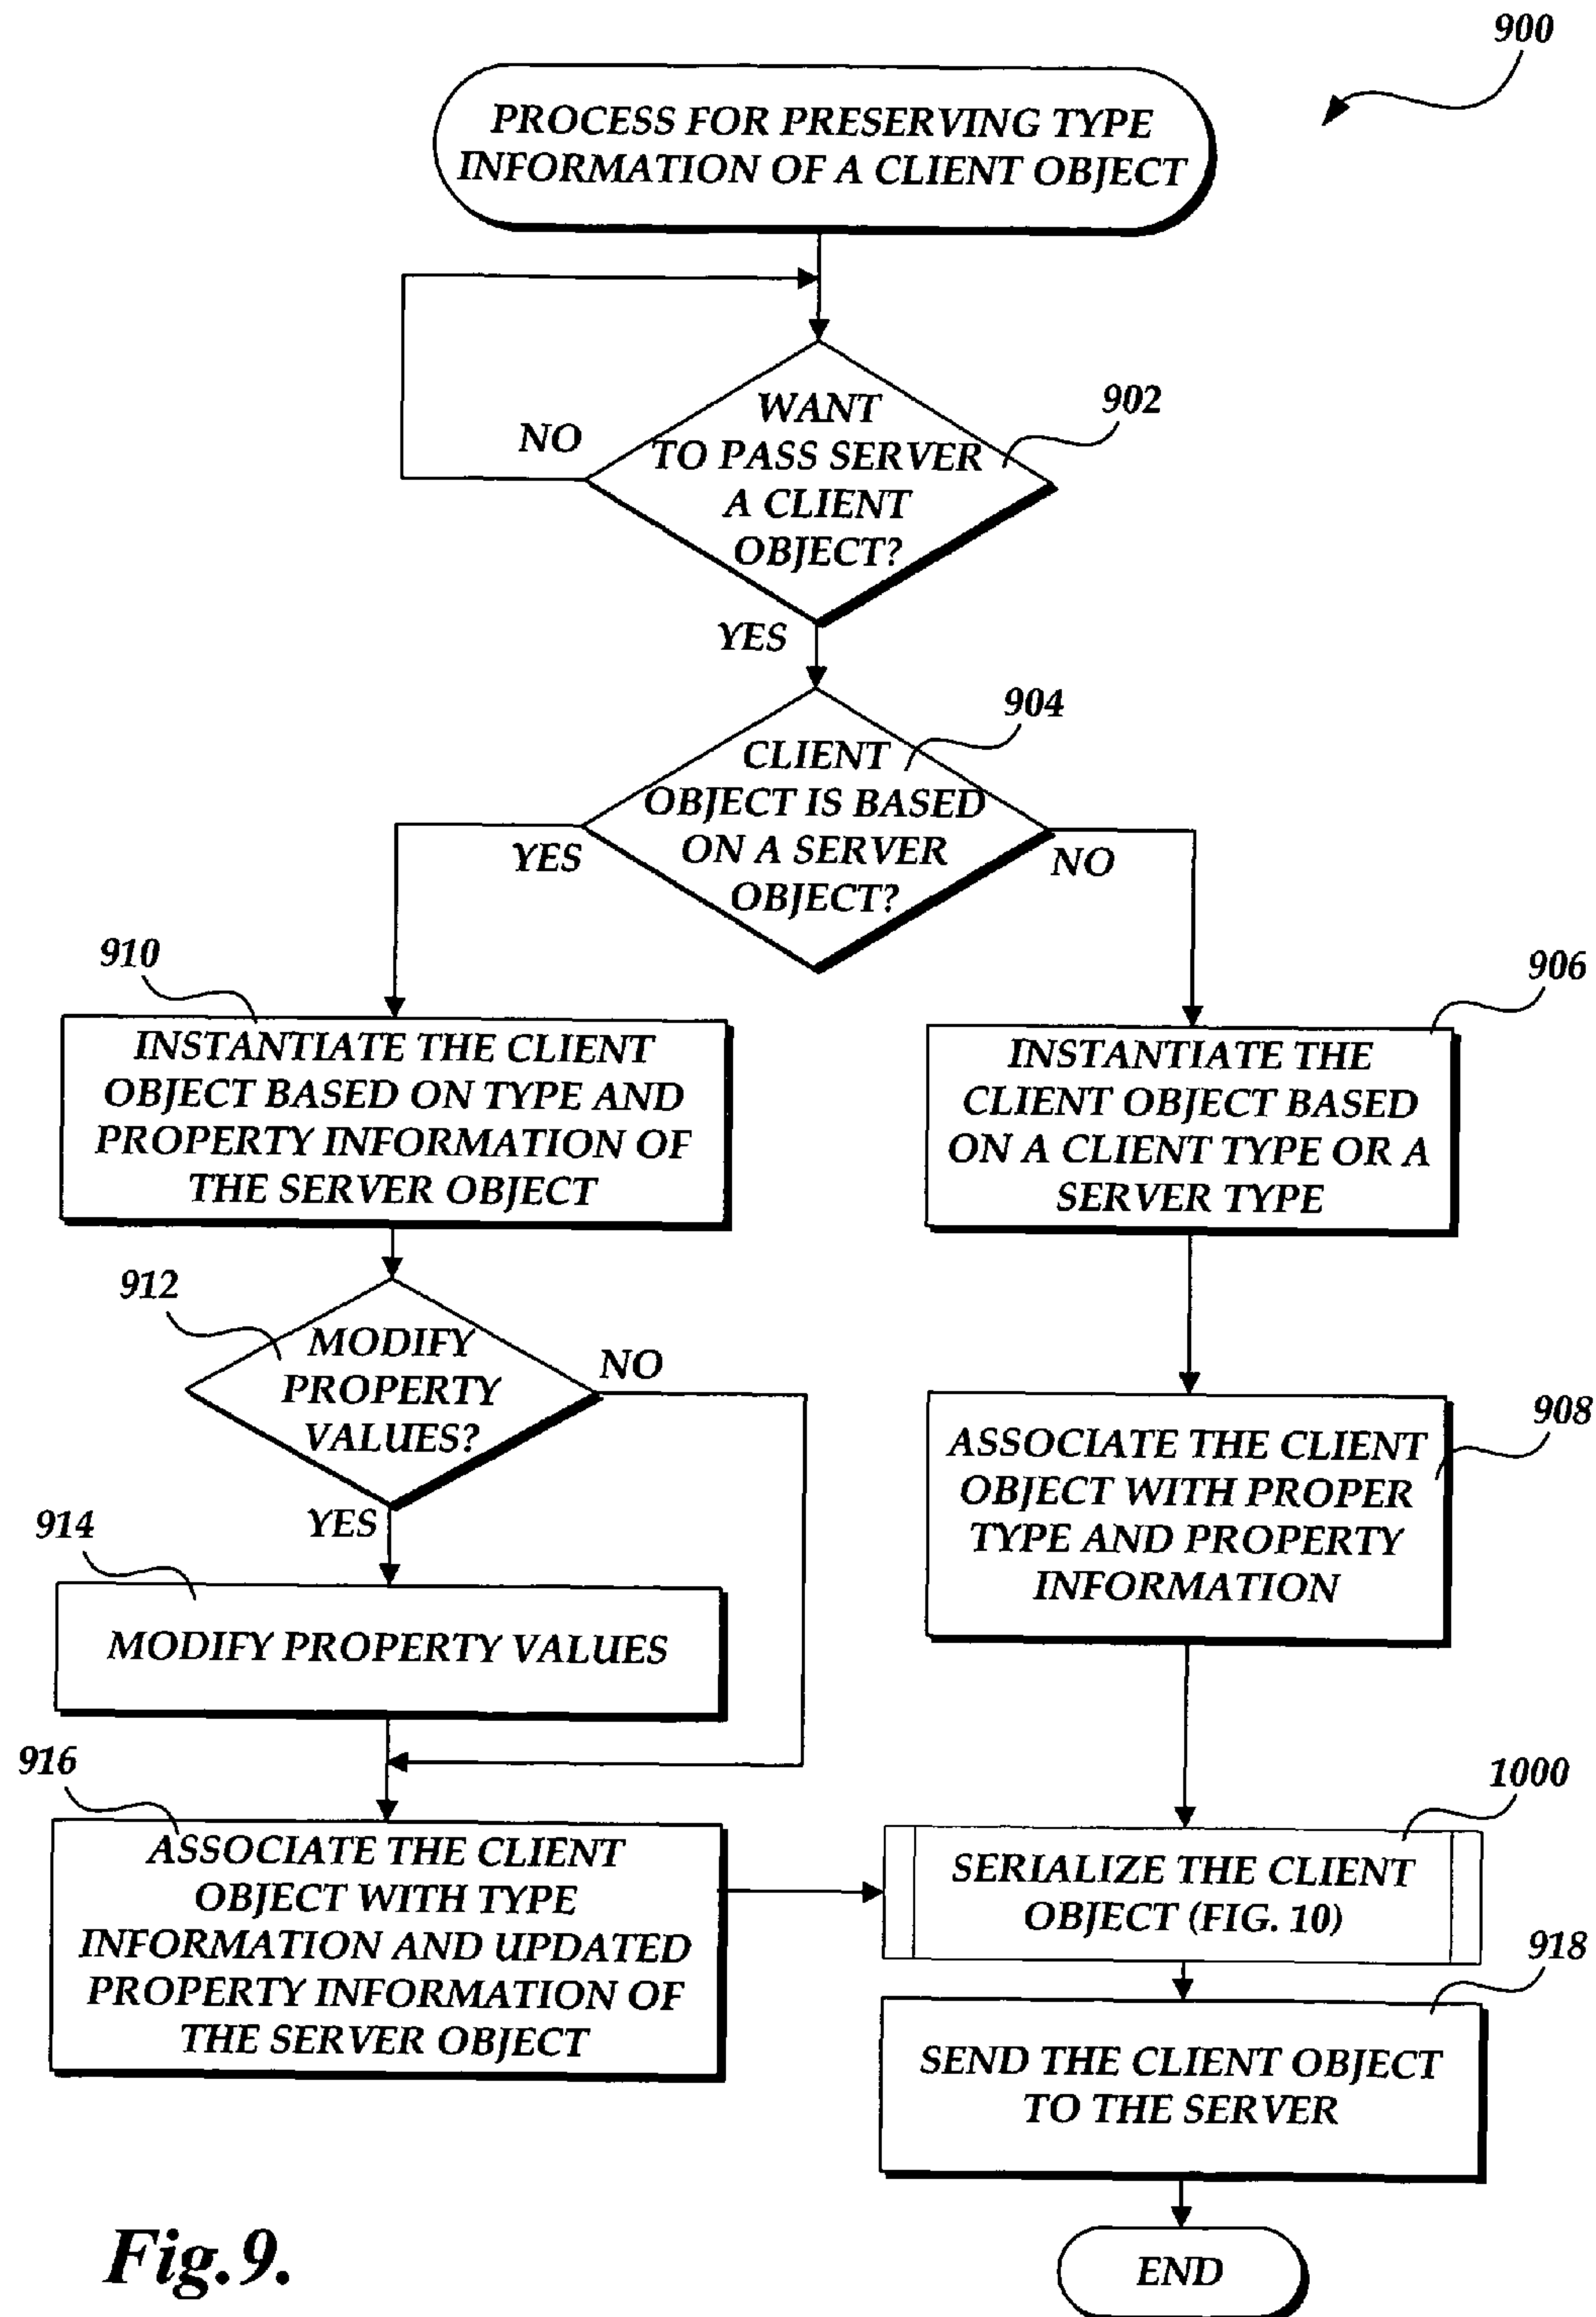 900
PROCESS FOR PRESERVING TYPE
INFORMATION OF A CLIENT OBJECT
902
WANT
TO PASS SERVER
A CLIENT
OBJECT?
NO
YES
904
CLIENT
OBJECT IS BASED
ON A SERVER
OBJECT?
YES
NO
910
INSTANTIATE THE CLIENT
OBJECT BASED ON TYPE AND
PROPERTY INFORMATION OF
THE SERVER OBJECT
906
INSTANTIATE THE
CLIENT OBJECT BASED
ON A CLIENT TYPE OR A
SERVER TYPE
912
MODIFY
PROPERTY
VALUES?
NO
YES
908
ASSOCIATE THE CLIENT
OBJECT WITH PROPER
TYPE AND PROPERTY
INFORMATION
914
MODIFY PROPERTY VALUES
916
ASSOCIATE THE CLIENT
OBJECT WITH TYPE
INFORMATION AND UPDATED
PROPERTY INFORMATION OF
THE SERVER OBJECT
1000
SERIALIZE THE CLIENT
OBJECT (FIG. 10)
918
SEND THE CLIENT OBJECT
TO THE SERVER
END
Fig.9.